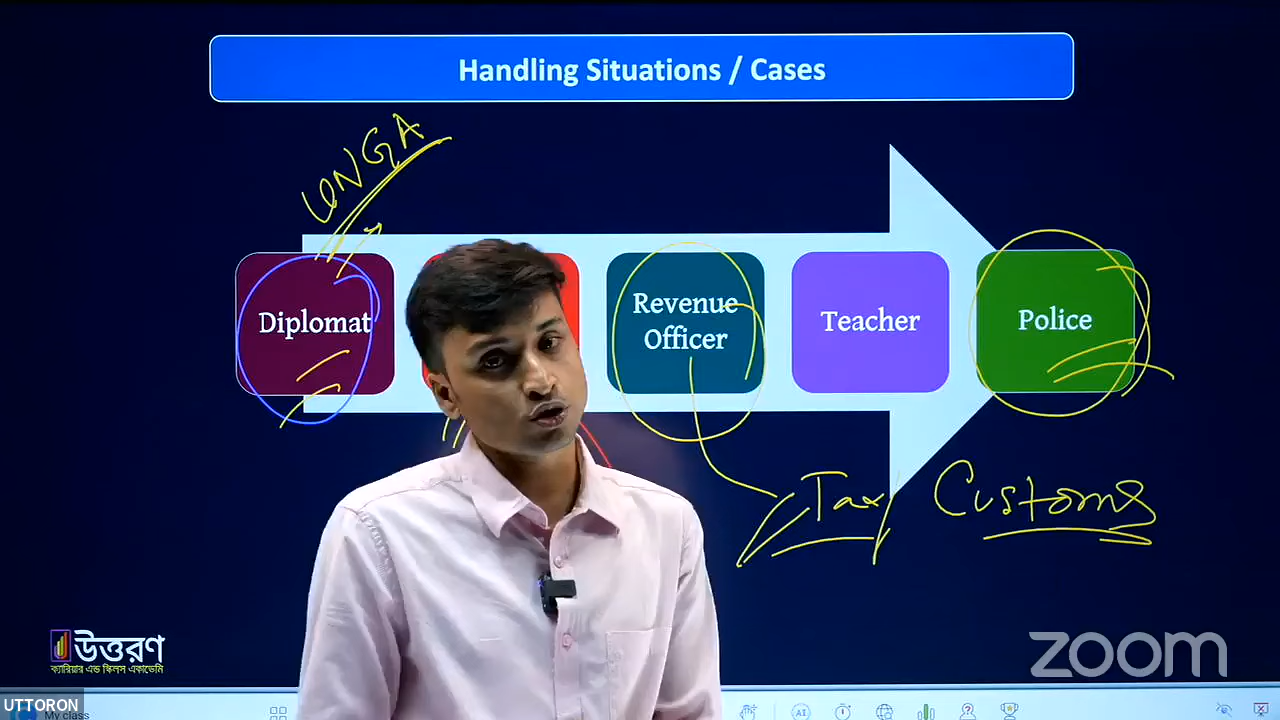 Handling Situations / Cases
UNGA
Diplomat
Revenue
Officer
Teacher
Police
Tax/ Customs
উত্তরণ
ক্যারিয়ার এন্ড স্কিলস একাডেমি
zoom
UTTORON
My class
AI